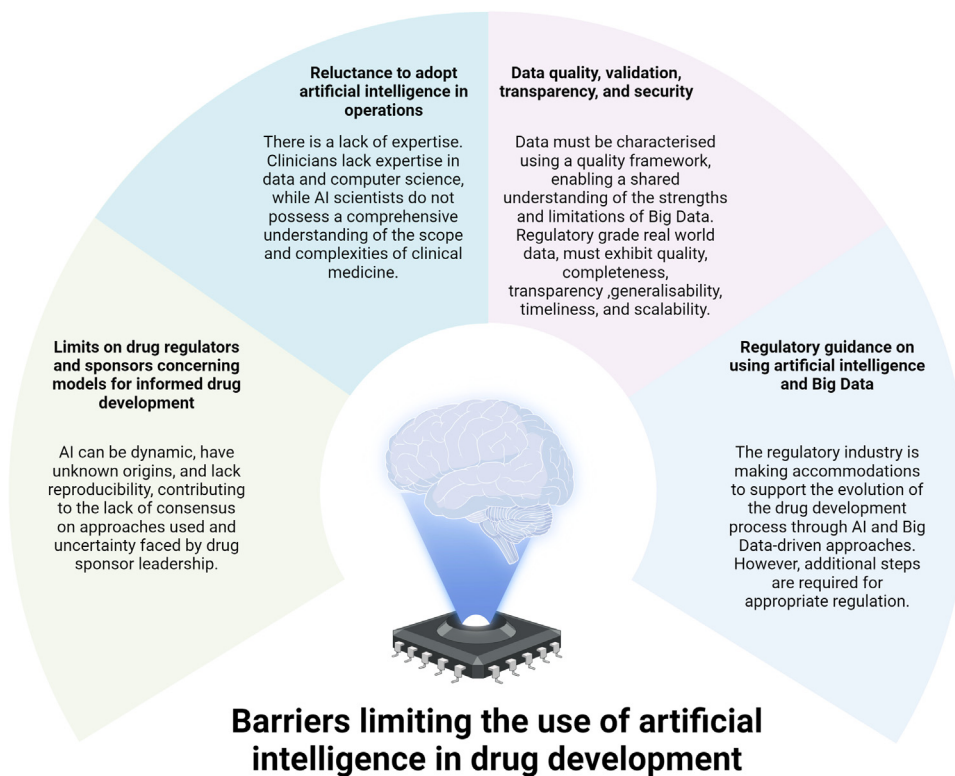 Reluctance to adopt
artificial intelligence in
operations
There is a lack of expertise.
Clinicians lack expertise in
data and computer science,
while AI scientists do not
possess a comprehensive
understanding of the scope
and complexities of clinical
medicine.
Data quality, validation,
transparency, and security
Data must be characterised
using a quality framework,
enabling a shared
understanding of the strengths
and limitations of Big Data.
Regulatory grade real world
data, must exhibit quality,
completeness,
transparency ,generalisability,
timeliness, and scalability.
Limits on drug regulators
and sponsors concerning
models for informed drug
development
AI can be dynamic, have
unknown origins, and lack
reproducibility, contributing
to the lack of consensus
on approaches used and
uncertainty faced by drug
sponsor leadership.
Regulatory guidance on
using artificial intelligence
and Big Data
The regulatory industry is
making accommodations
to support the evolution of
the drug development
process through AI and Big
Data-driven approaches.
However, additional steps
are required for
appropriate regulation.
Barriers limiting the use of artificial
intelligence in drug development